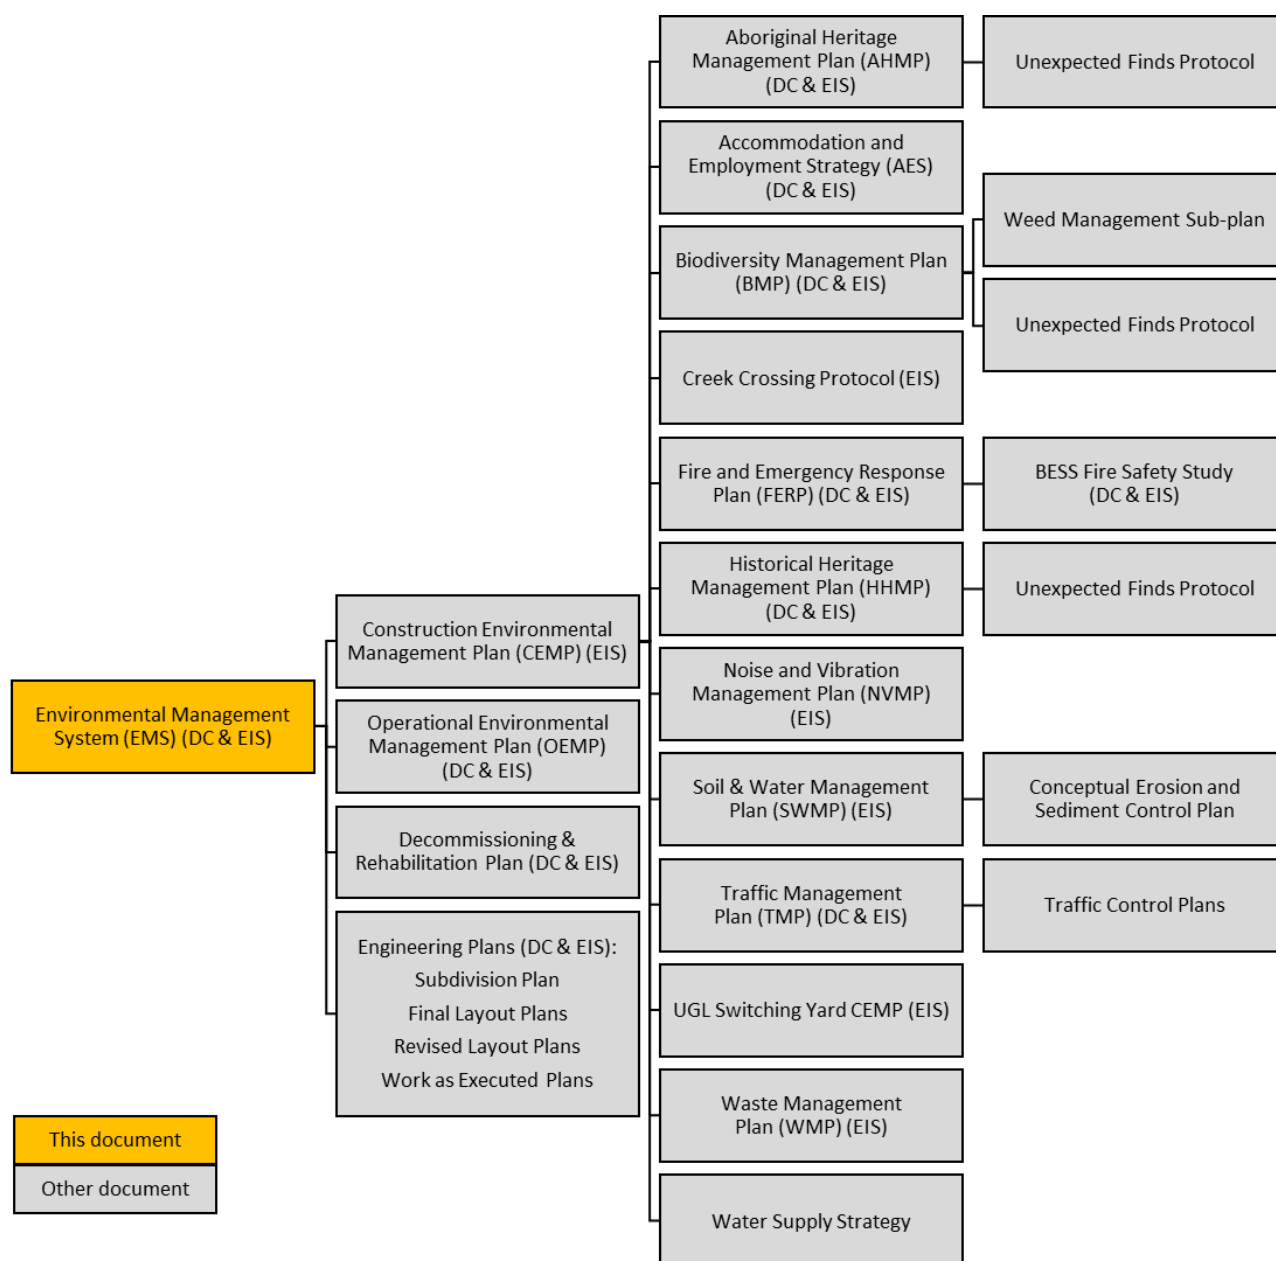 Environmental Management
System (EMS) (DC & EIS)
Construction Environmental
Management Plan (CEMP) (EIS)
Operational Environmental
Management Plan (OEMP)
(DC & EIS)
Decommissioning &
Rehabilitation Plan (DC & EIS)
Engineering Plans (DC & EIS):
Subdivision Plan
Final Layout Plans
Revised Layout Plans
Work as Executed Plans
Aboriginal Heritage
Management Plan (AHMP)
(DC & EIS)
Unexpected Finds Protocol
Accommodation and
Employment Strategy (AES)
(DC & EIS)
Biodiversity Management Plan
(BMP) (DC & EIS)
Weed Management Sub-plan
Unexpected Finds Protocol
Creek Crossing Protocol (EIS)
Fire and Emergency Response
Plan (FERP) (DC & EIS)
BESS Fire Safety Study
(DC & EIS)
Historical Heritage
Management Plan (HHMP)
(DC & EIS)
Unexpected Finds Protocol
Noise and Vibration
Management Plan (NVMP)
(EIS)
Soil & Water Management
Plan (SWMP) (EIS)
Conceptual Erosion and
Sediment Control Plan
Traffic Management
Plan (TMP) (DC & EIS)
Traffic Control Plans
UGL Switching Yard CEMP (EIS)
Waste Management
Plan (WMP) (EIS)
Water Supply Strategy
This document
Other document